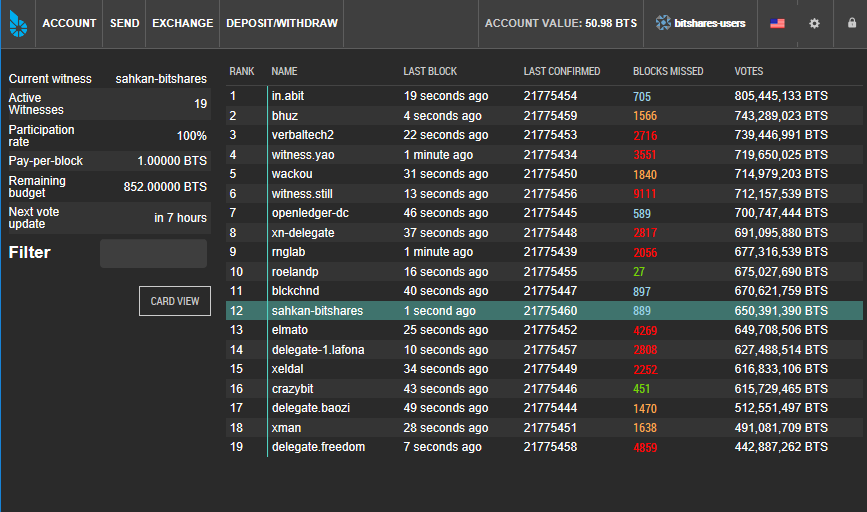 ACCOUNT SEND EXCHANGE DEPOSIT/WITHDRAW ACCOUNT VALUE: 50.98 BTS bitshares-users
Current witness sahkan-bitshares
Active Witnesses 19
Participation rate 100%
Pay-per-block 1.00000 BTS
Remaining budget 852.00000 BTS
Next vote update in 7 hours
Filter
CARD VIEW
RANK NAME LAST BLOCK LAST CONFIRMED BLOCKS MISSED VOTES
1 in.abit 19 seconds ago 21775454 705 805,445,133 BTS
2 bhuz 4 seconds ago 21775459 1566 743,289,023 BTS
3 verbaltech2 22 seconds ago 21775453 2716 739,446,991 BTS
4 witness.yao 1 minute ago 21775434 3551 719,650,025 BTS
5 wackou 31 seconds ago 21775450 1840 714,979,203 BTS
6 witness.still 13 seconds ago 21775456 9111 712,157,539 BTS
7 openledger-dc 46 seconds ago 21775445 589 700,747,444 BTS
8 xn-delegate 37 seconds ago 21775448 2817 691,095,880 BTS
9 rnglab 1 minute ago 21775439 2056 677,316,539 BTS
10 roelandp 16 seconds ago 21775455 27 675,027,690 BTS
11 blckchnd 40 seconds ago 21775447 897 670,621,759 BTS
12 sahkan-bitshares 1 second ago 21775460 889 650,391,390 BTS
13 elmato 25 seconds ago 21775452 4269 649,708,506 BTS
14 delegate-1.lafona 10 seconds ago 21775457 2808 627,488,514 BTS
15 xeldal 34 seconds ago 21775449 2252 616,833,106 BTS
16 crazybit 43 seconds ago 21775446 451 615,729,465 BTS
17 delegate.baozi 49 seconds ago 21775444 1470 512,551,497 BTS
18 xman 28 seconds ago 21775451 1638 491,081,709 BTS
19 delegate.freedom 7 seconds ago 21775458 4859 442,887,262 BTS